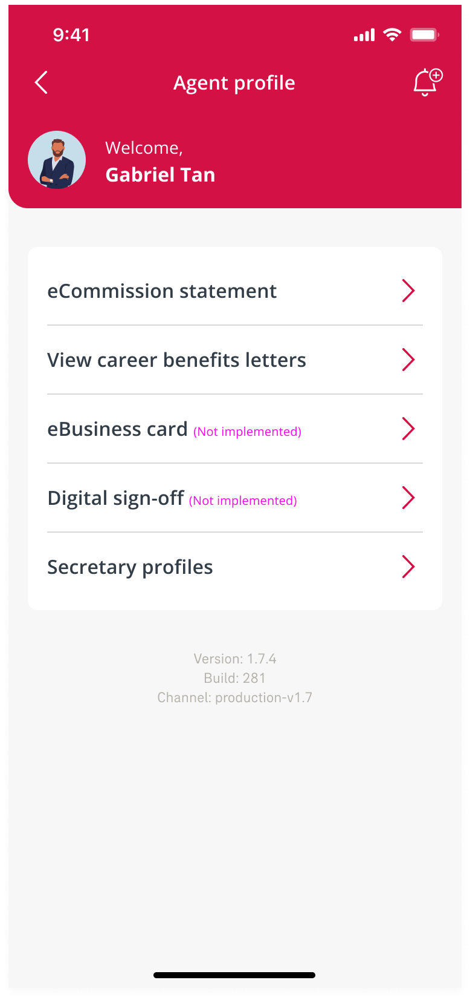 9:41
Agent profile
Welcome,
Gabriel Tan
eCommission statement
View career benefits letters
eBusiness card (Not implemented)
Digital sign-off (Not implemented)
Secretary profiles
Version: 1.7.4
Build: 281
Channel: production-v1.7